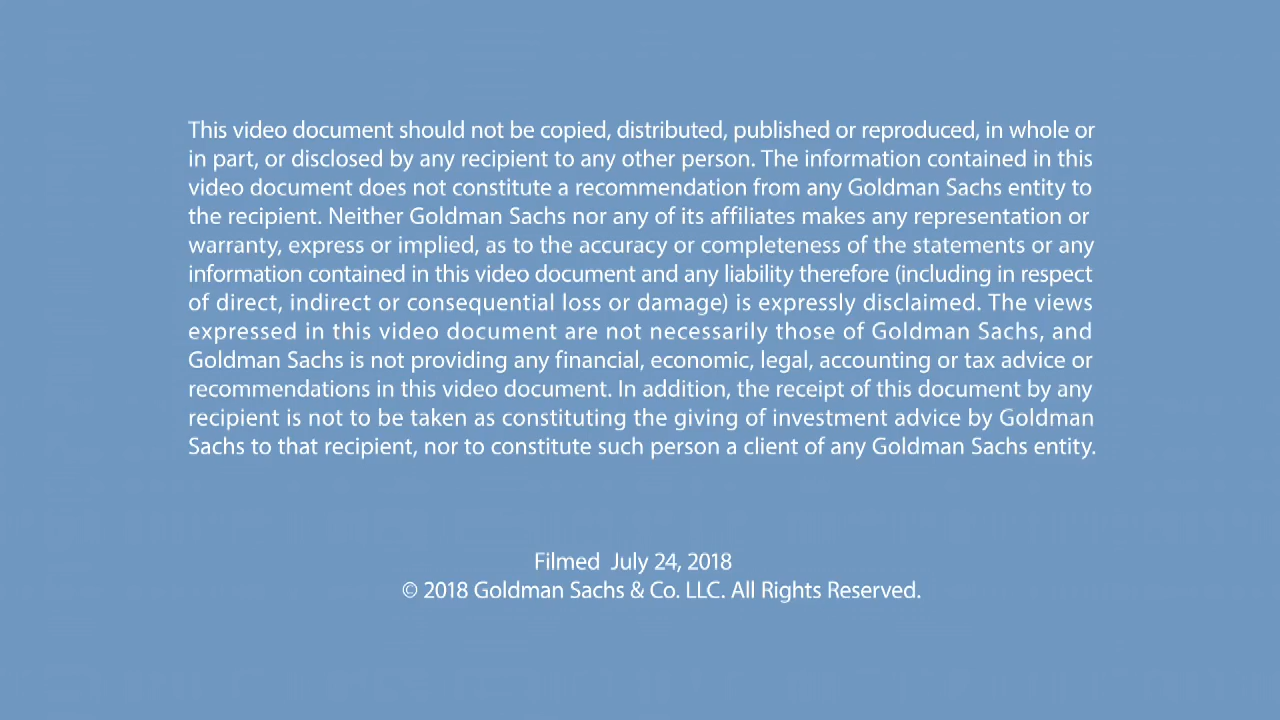 This video document should not be copied, distributed, published or reproduced, in whole or
in part, or disclosed by any recipient to any other person. The information contained in this
video document does not constitute a recommendation from any Goldman Sachs entity to
the recipient. Neither Goldman Sachs nor any of its affiliates makes any representation or
warranty, express or implied, as to the accuracy or completeness of the statements or any
information contained in this video document and any liability therefore (including in respect
of direct, indirect or consequential loss or damage) is expressly disclaimed. The views
expressed in this video document are not necessarily those of Goldman Sachs, and
Goldman Sachs is not providing any financial, economic, legal, accounting or tax advice or
recommendations in this video document. In addition, the receipt of this document by any
recipient is not to be taken as constituting the giving of investment advice by Goldman
Sachs to that recipient, nor to constitute such person a client of any Goldman Sachs entity.
Filmed July 24, 2018
© 2018 Goldman Sachs & Co. LLC. All Rights Reserved.